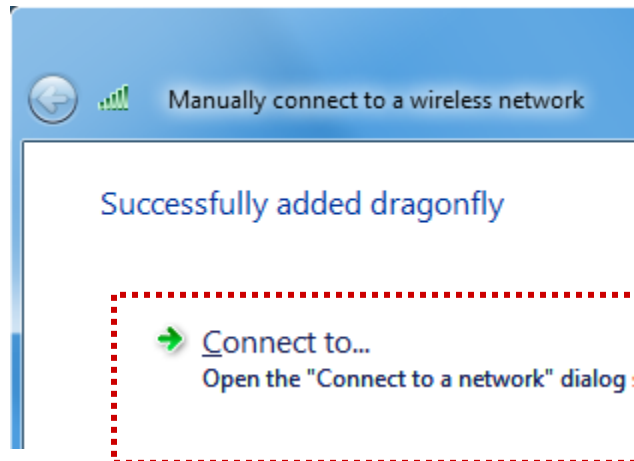 Manually connect to a wireless network
Successfully added dragonfly
Connect to...
Open the "Connect to a network" dialog